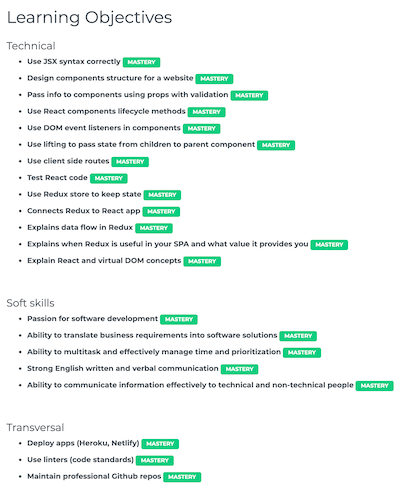 Learning Objectives
Technical
Use JSX syntax correctly MASTERY
Design components structure for a website MASTERY
Pass info to components using props with validation MASTERY
Use React components lifecycle methods MASTERY
Use DOM event listeners in components MASTERY
Use lifting to pass state from children to parent component MASTERY
Use client side routes MASTERY
Test React code MASTERY
Use Redux store to keep state MASTERY
Connects Redux to React app MASTERY
Explains data flow in Redux MASTERY
Explains when Redux is useful in your SPA and what value it provides you MASTERY
Explain React and virtual DOM concepts MASTERY
Soft skills
Passion for software development MASTERY
Ability to translate business requirements into software solutions MASTERY
Ability to multitask and effectively manage time and prioritization MASTERY
Strong English written and verbal communication MASTERY
Ability to communicate information effectively to technical and non-technical people MASTERY
Transversal
Deploy apps (Heroku, Netlify) MASTERY
Use linters (code standards) MASTERY
Maintain professional Github repos MASTERY